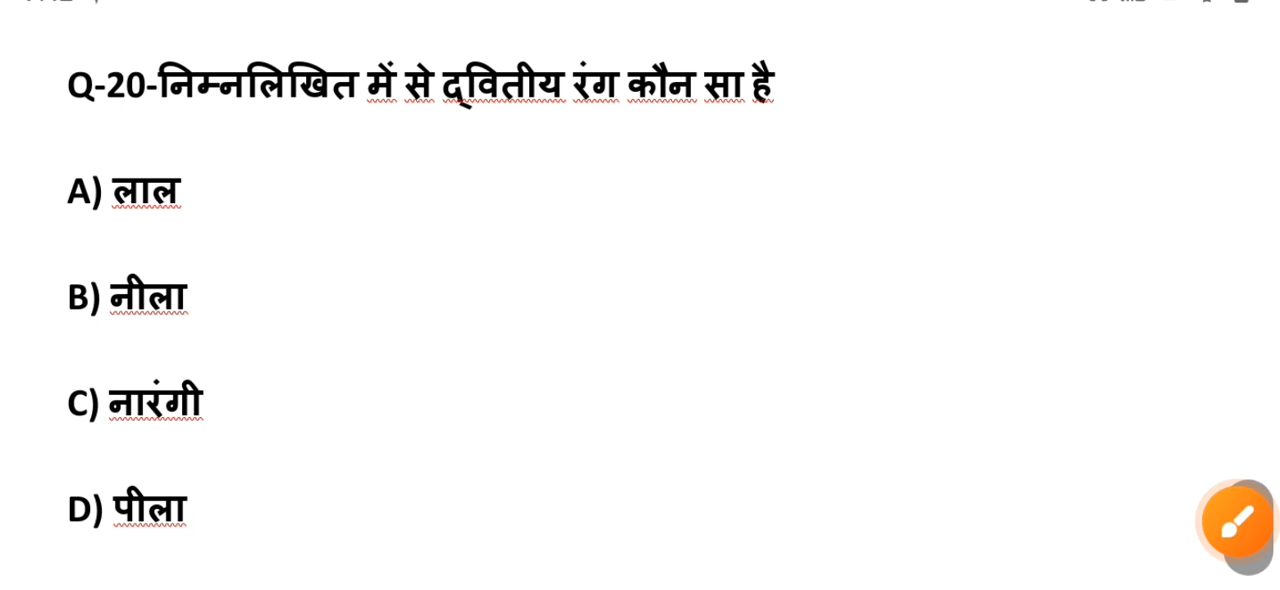 Q-20-निम्नलिखित में से द्वितीय रंग कौन सा है
A) लाल
B) नीला
C) नारंगी
D) पीला